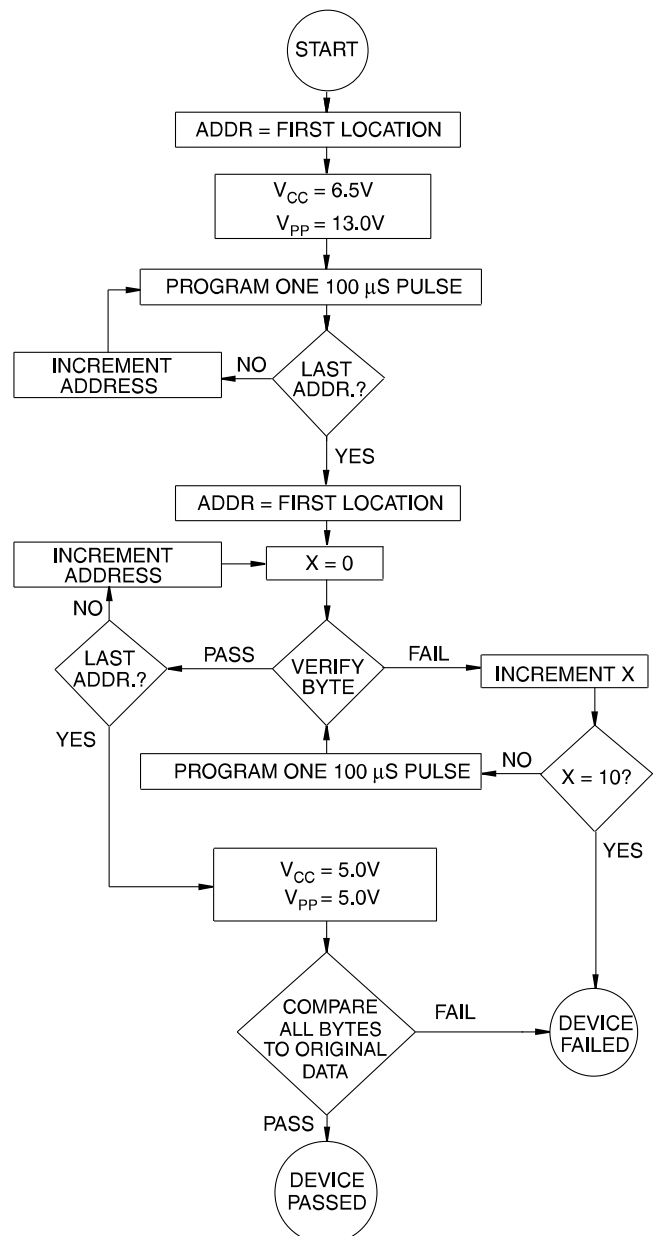 START
ADDR = FIRST LOCATION
VCC = 6.5V
VPP = 13.0V
PROGRAM ONE 100 μS PULSE
INCREMENT
ADDRESS
NO
LAST
ADDR.?
YES
ADDR = FIRST LOCATION
INCREMENT
ADDRESS
X = 0
NO
LAST
ADDR.?
PASS
VERIFY
BYTE
FAIL
INCREMENT X
YES
PROGRAM ONE 100 μS PULSE
NO
X = 10?
YES
VCC = 5.0V
VPP = 5.0V
COMPARE
ALL BYTES
TO ORIGINAL
DATA
FAIL
DEVICE
FAILED
PASS
DEVICE
PASSED